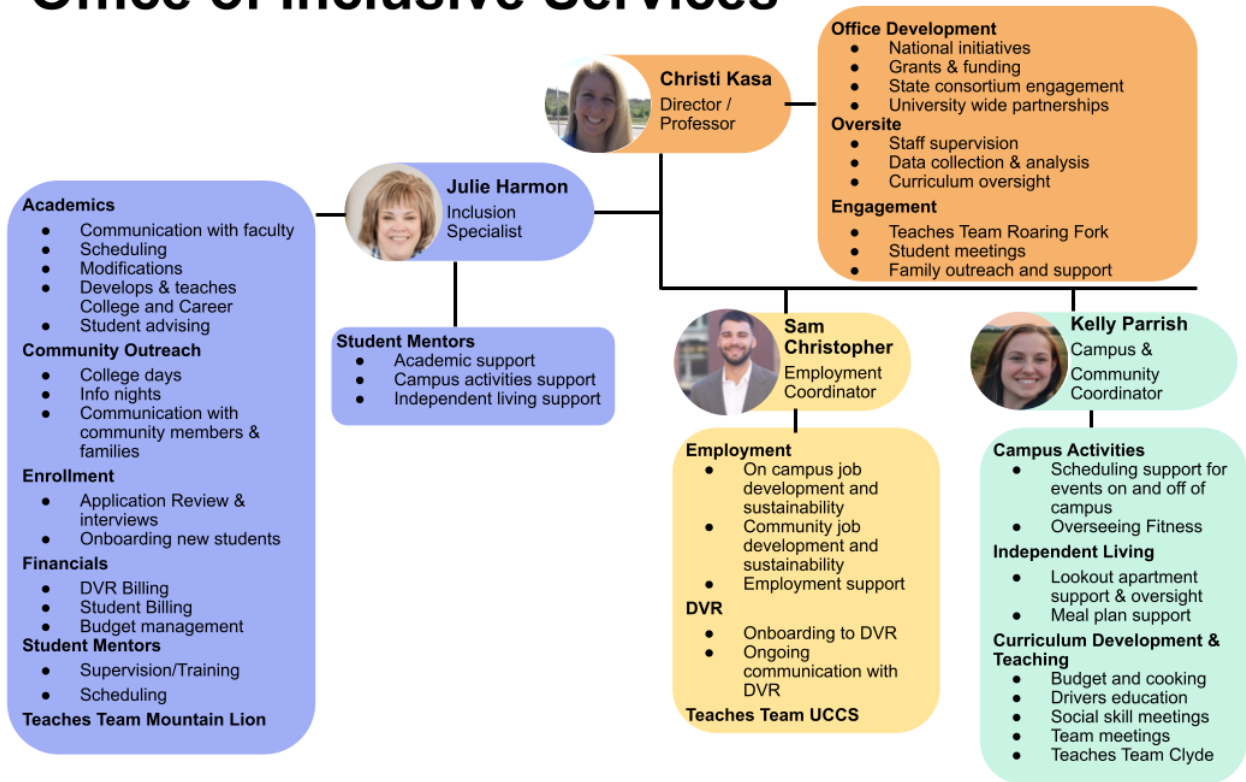 Office of Inclusive Services
Christi Kasa
Director /
Professor
Office Development
● National initiatives
● Grants & funding
● State consortium engagement
● University wide partnerships
Oversite
● Staff supervision
● Data collection & analysis
● Curriculum oversight
Engagement
● Teaches Team Roaring Fork
● Student meetings
● Family outreach and support
Julie Harmon
Inclusion
Specialist
Academics
● Communication with faculty
● Scheduling
● Modifications
● Develops & teaches
College and Career
● Student advising
Community Outreach
● College days
● Info nights
● Communication with
community members &
families
Enrollment
● Application Review &
interviews
● Onboarding new students
Financials
● DVR Billing
● Student Billing
● Budget management
Student Mentors
● Supervision/Training
● Scheduling
Teaches Team Mountain Lion
Student Mentors
● Academic support
● Campus activities support
● Independent living support
Sam
Christopher
Employment
Coordinator
Employment
● On campus job
development and
sustainability
● Community job
development and
sustainability
● Employment support
DVR
● Onboarding to DVR
● Ongoing
communication with
DVR
Teaches Team UCCS
Kelly Parrish
Campus &
Community
Coordinator
Campus Activities
● Scheduling support for
events on and off of
campus
● Overseeing Fitness
Independent Living
● Lookout apartment
support & oversight
● Meal plan support
Curriculum Development &
Teaching
● Budget and cooking
● Drivers education
● Social skill meetings
● Team meetings
● Teaches Team Clyde